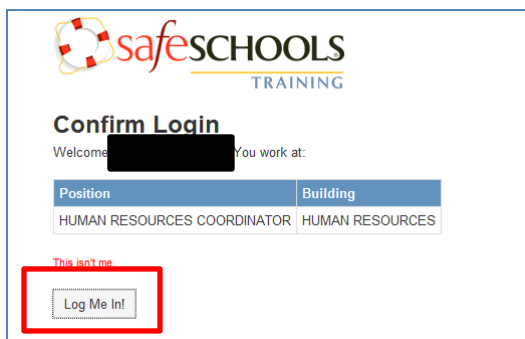 safeSCHOOLS
TRAINING
Confirm Login
Welcome You work at:
Position Building
HUMAN RESOURCES COORDINATOR HUMAN RESOURCES
This isn't me.
Log Me In!